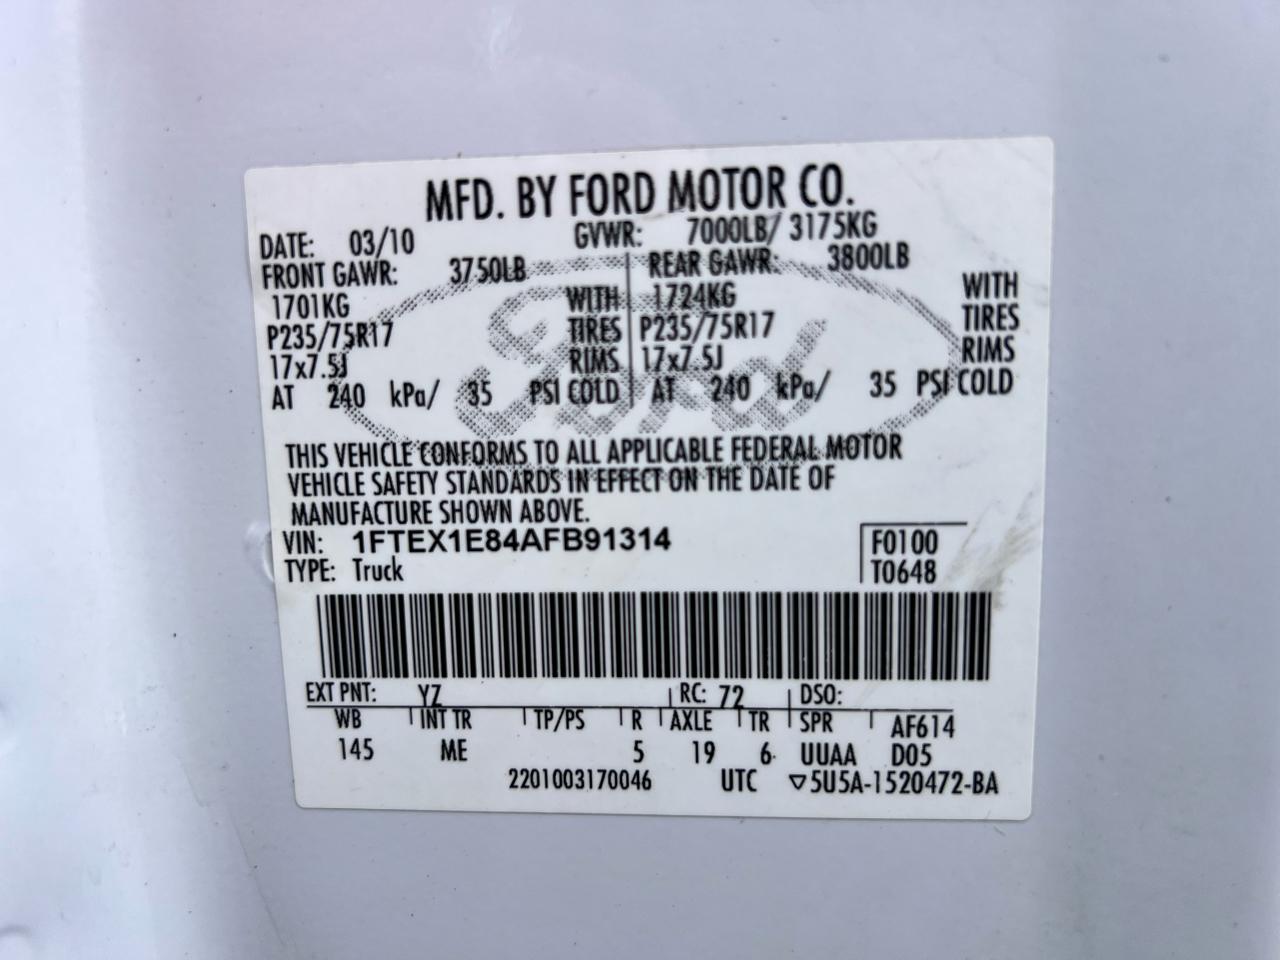 MFD. BY FORD MOTOR CO.
DATE: 03/10 GVWR: 7000LB/ 3175KG
FRONT GAWR: 3750LB REAR GAWR: 3800LB
1701KG WITH 1724KG WITH
P235/75R17 TIRES P235/75R17 TIRES
17x7.5J RIMS 17x7.5J RIMS
AT 240 kPa/ 35 PSI COLD AT 240 kPa/ 35 PSI COLD
Ford
THIS VEHICLE CONFORMS TO ALL APPLICABLE FEDERAL MOTOR
VEHICLE SAFETY STANDARDS IN EFFECT ON THE DATE OF
MANUFACTURE SHOWN ABOVE.
VIN: 1FTEX1E84AFB91314 F0100
TYPE: Truck T0648
EXT PNT: YZ RC: 72 DSO:
WB INT TR TP/PS R AXLE TR SPR AF614
145 ME 5 19 6 UUAA D05
2201003170046 UTC ▽5U5A-1520472-BA